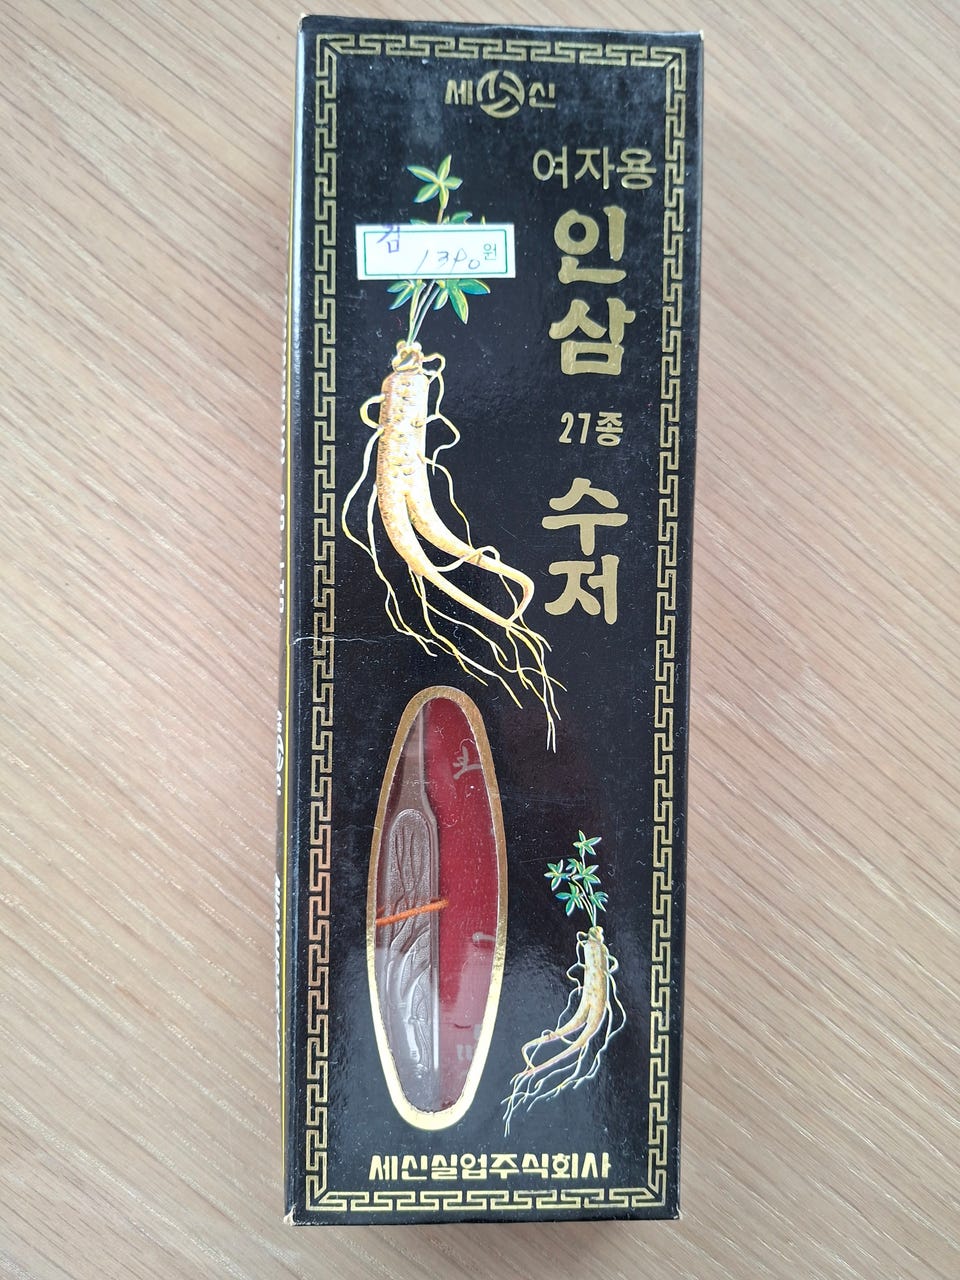 세신
여자용
인삼
27종
수저
검
1340원
세신실업주식회사